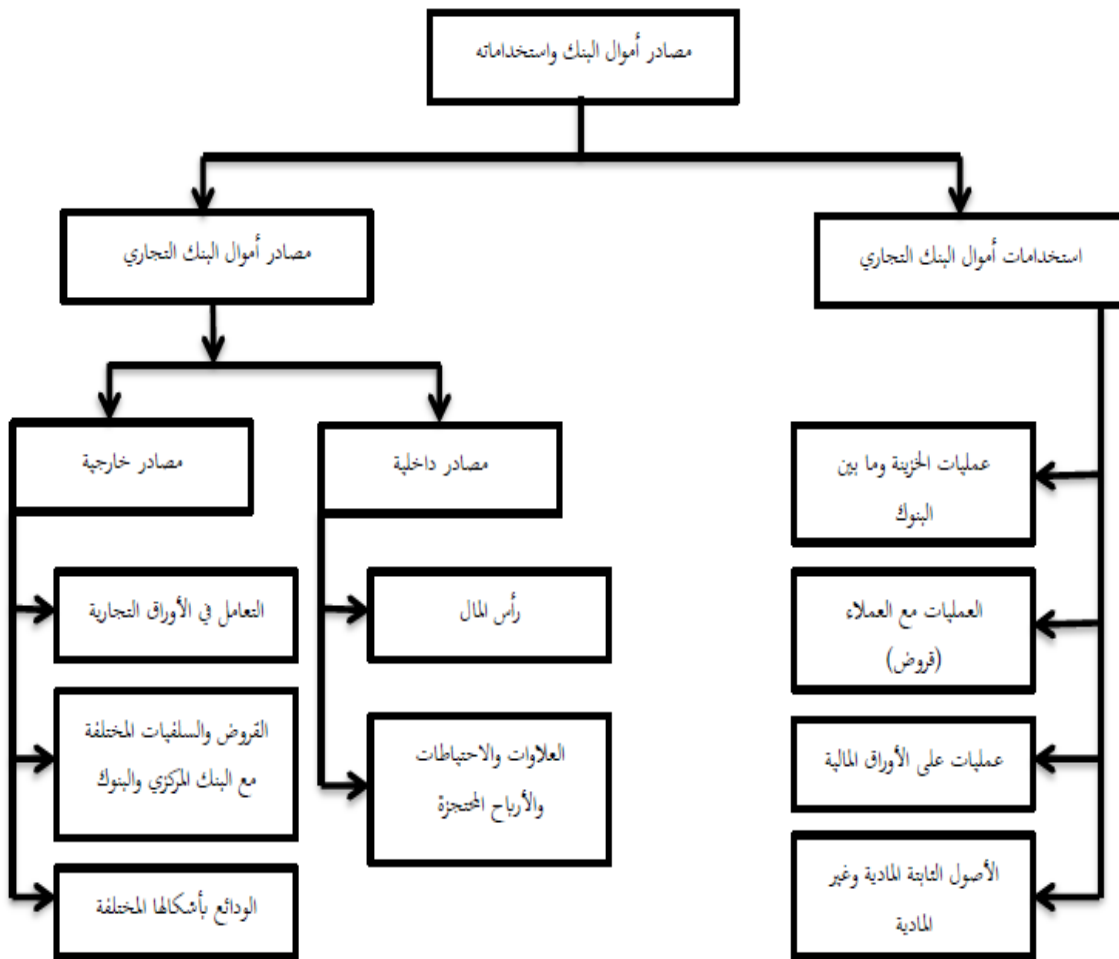 مصادر أموال البنك واستخداماته
استخدامات أموال البنك التجاري
مصادر أموال البنك التجاري
عمليات الخزينة وما بين
البنوك
العمليات مع العملاء
(قروض)
عمليات على الأوراق المالية
الأصول الثابتة المادية وغير
المادية
مصادر داخلية
رأس المال
العلاوات والاحتياطات
والأرباح المحتجزة
مصادر خارجية
التعامل في الأوراق التجارية
القروض والسلفيات المختلفة
مع البنك المركزي والبنوك
الودائع بأشكالها المختلفة